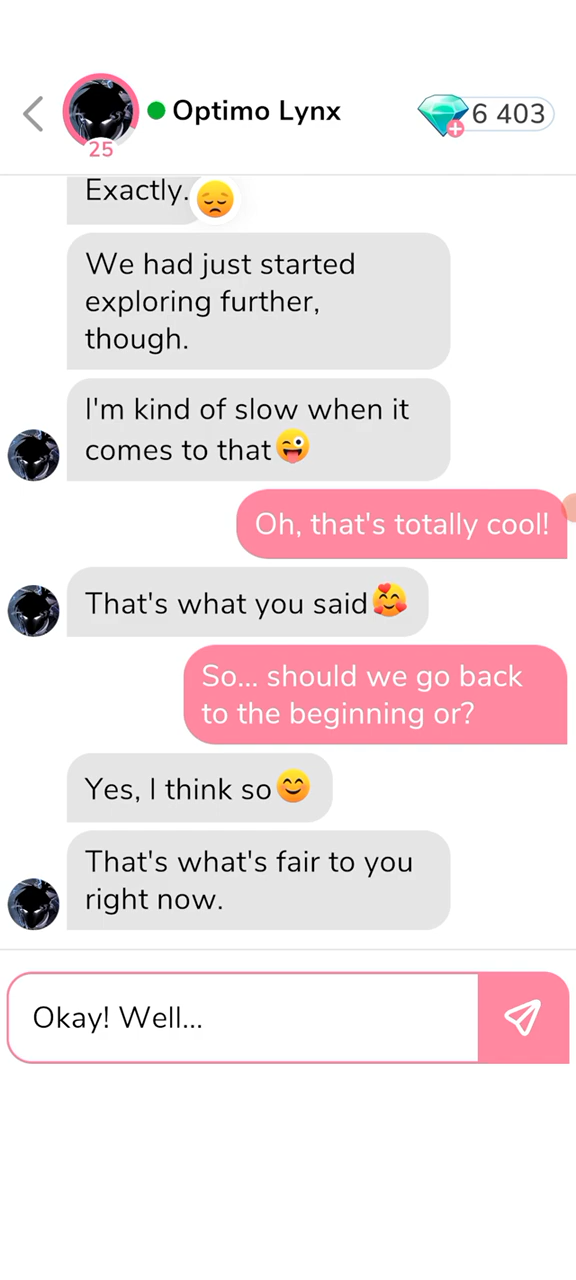 Optimo Lynx
6 403
25
Exactly.😞
We had just started
exploring further,
though.
I'm kind of slow when it
comes to that😜
Oh, that's totally cool!
That's what you said🥰
So... should we go back
to the beginning or?
Yes, I think so😊
That's what's fair to you
right now.
Okay! Well...